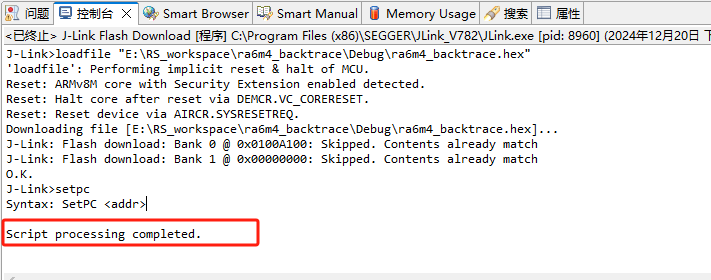 问题 控制台 Smart Browser Smart Manual Memory Usage 搜索 属性
<已终止> J-Link Flash Download [程序] C:\Program Files (x86)\SEGGER\JLink_V782\JLink.exe [pid: 8960] (2024年12月20日 下
J-Link>loadfile "E:\RS_workspace\ra6m4_backtrace\Debug\ra6m4_backtrace.hex"
'loadfile': Performing implicit reset & halt of MCU.
Reset: ARMv8M core with Security Extension enabled detected.
Reset: Halt core after reset via DEMCR.VC_CORERESET.
Reset: Reset device via AIRCR.SYSRESETREQ.
Downloading file [E:\RS_workspace\ra6m4_backtrace\Debug\ra6m4_backtrace.hex]...
J-Link: Flash download: Bank 0 @ 0x0100A100: Skipped. Contents already match
J-Link: Flash download: Bank 1 @ 0x00000000: Skipped. Contents already match
O.K.
J-Link>setpc
Syntax: SetPC <addr>
Script processing completed.